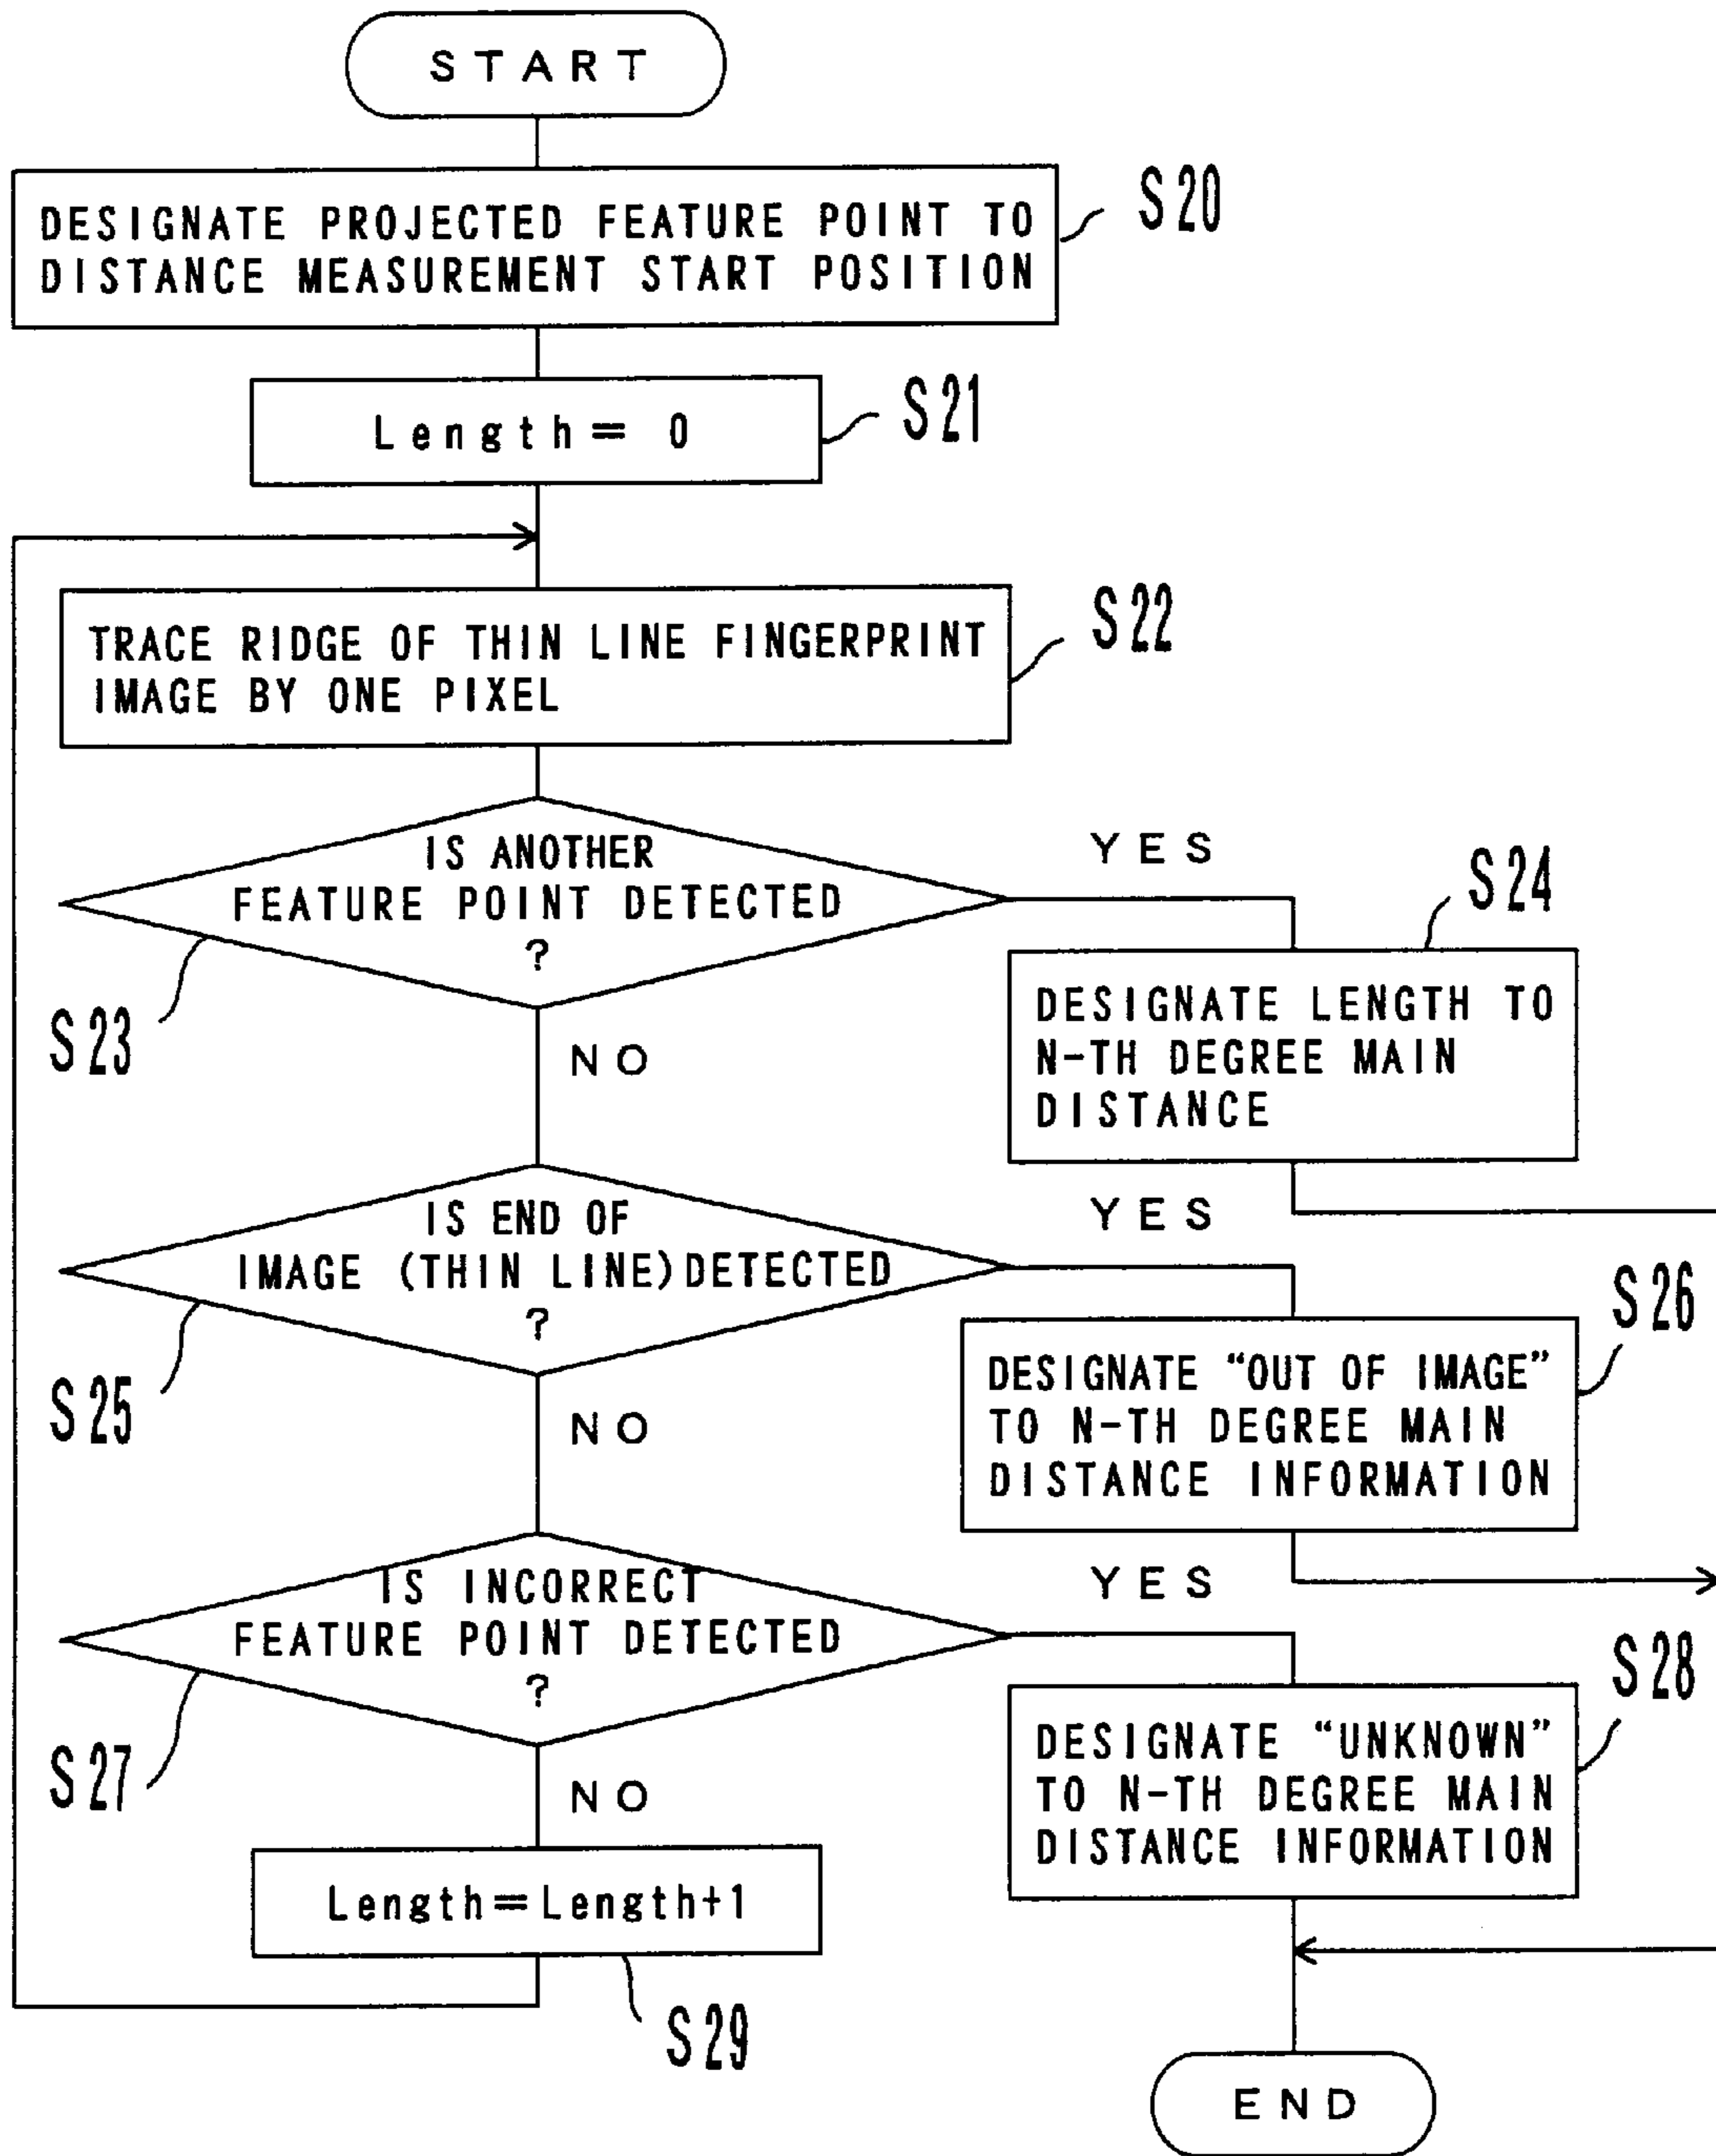 START
DESIGNATE PROJECTED FEATURE POINT TO
DISTANCE MEASUREMENT START POSITION
S20
Length = 0
S21
TRACE RIDGE OF THIN LINE FINGERPRINT
IMAGE BY ONE PIXEL
S22
IS ANOTHER
FEATURE POINT DETECTED
?
S23
YES
NO
S24
DESIGNATE LENGTH TO
N-TH DEGREE MAIN
DISTANCE
IS END OF
IMAGE (THIN LINE) DETECTED
?
S25
YES
NO
S26
DESIGNATE “OUT OF IMAGE”
TO N-TH DEGREE MAIN
DISTANCE INFORMATION
IS INCORRECT
FEATURE POINT DETECTED
?
S27
YES
NO
S28
DESIGNATE “UNKNOWN”
TO N-TH DEGREE MAIN
DISTANCE INFORMATION
Length=Length+1
S29
END